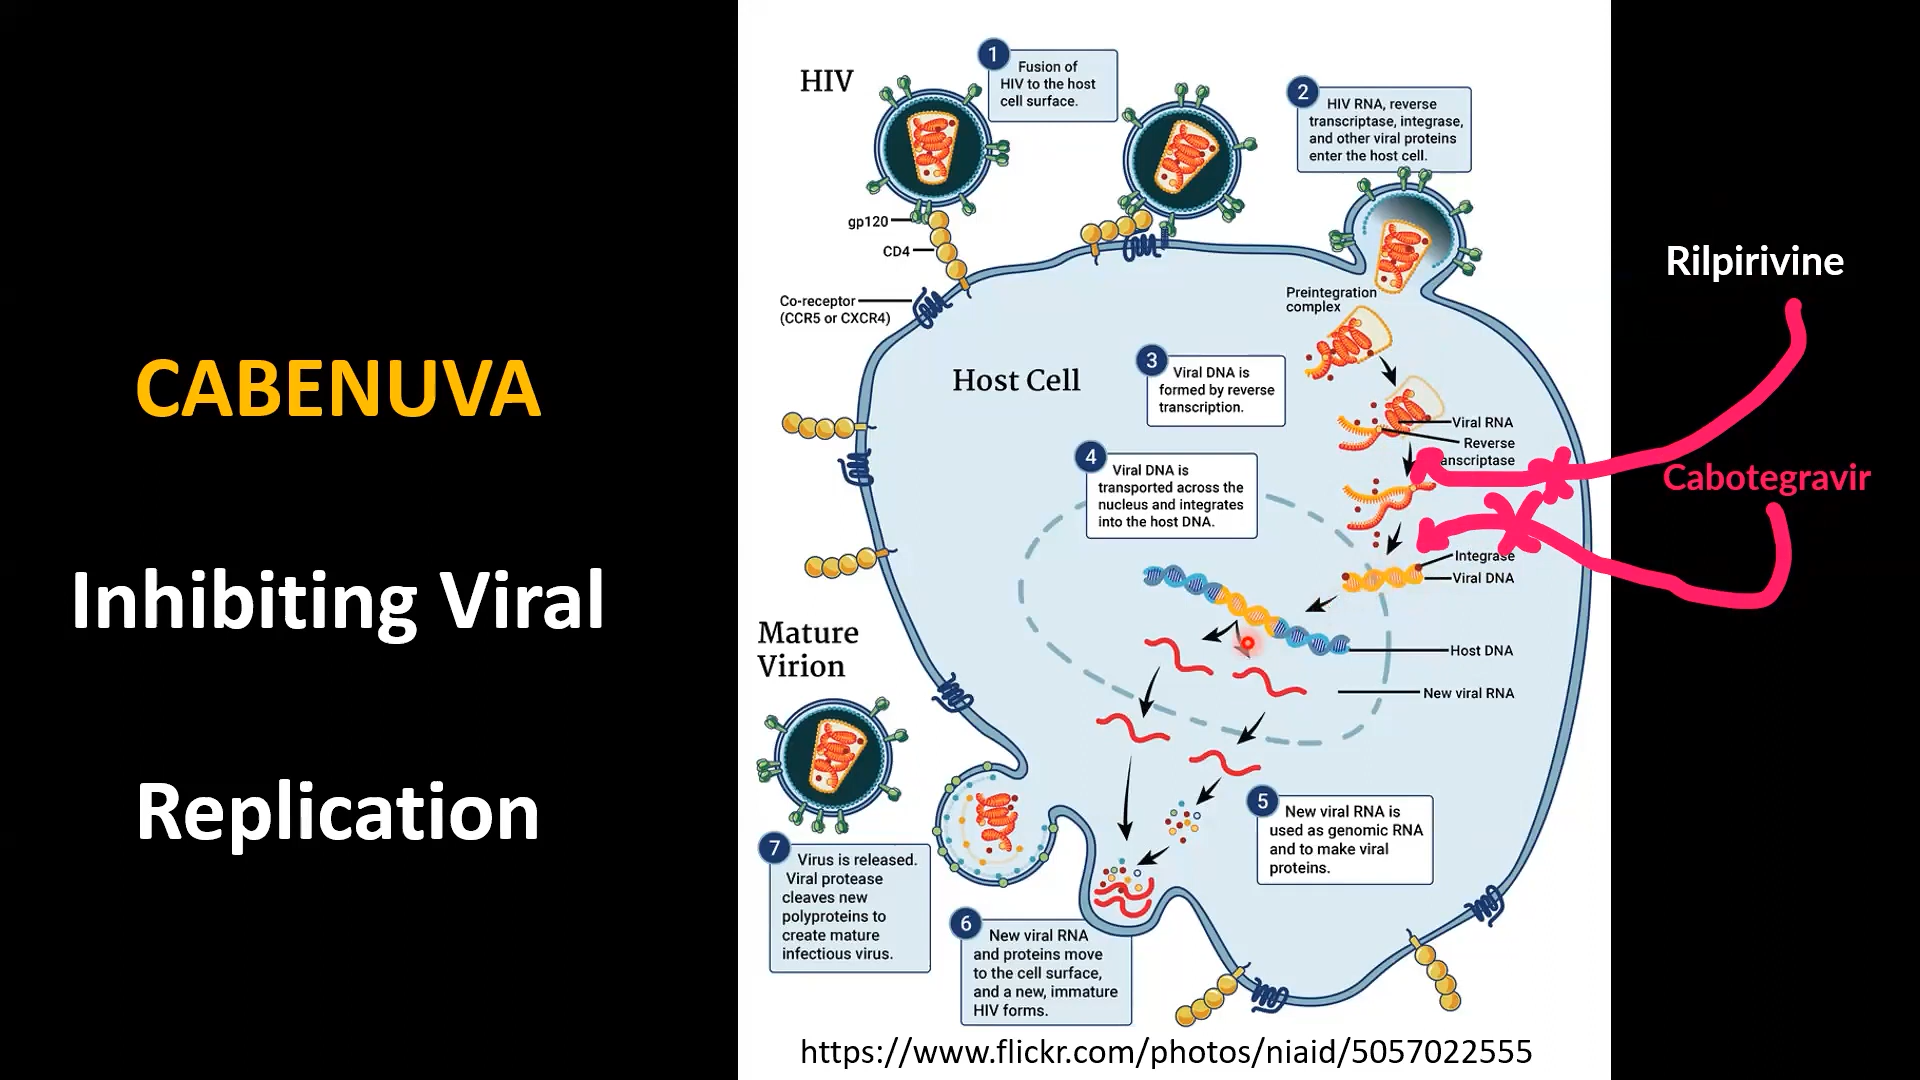 CABENUVA
Inhibiting Viral
Replication
HIV
1
Fusion of
HIV to the host
cell surface.
2
HIV RNA, reverse
transcriptase, integrase,
and other viral proteins
enter the host cell.
gp120
CD4
Co-receptor
(CCR5 or CXCR4)
Preintegration
complex
Host Cell
3
Viral DNA is
formed by reverse
transcription.
Viral RNA
Reverse
anscriptase
4
Viral DNA is
transported across the
nucleus and integrates
into the host DNA.
Integrase
Viral DNA
Host DNA
New viral RNA
Mature
Virion
5
New viral RNA is
used as genomic RNA
and to make viral
proteins.
7
Virus is released.
Viral protease
cleaves new
polyproteins to
create mature
infectious virus.
6
New viral RNA
and proteins move
to the cell surface,
and a new, immature
HIV forms.
https://www.flickr.com/photos/niaid/5057022555
Rilpirivine
Cabotegravir